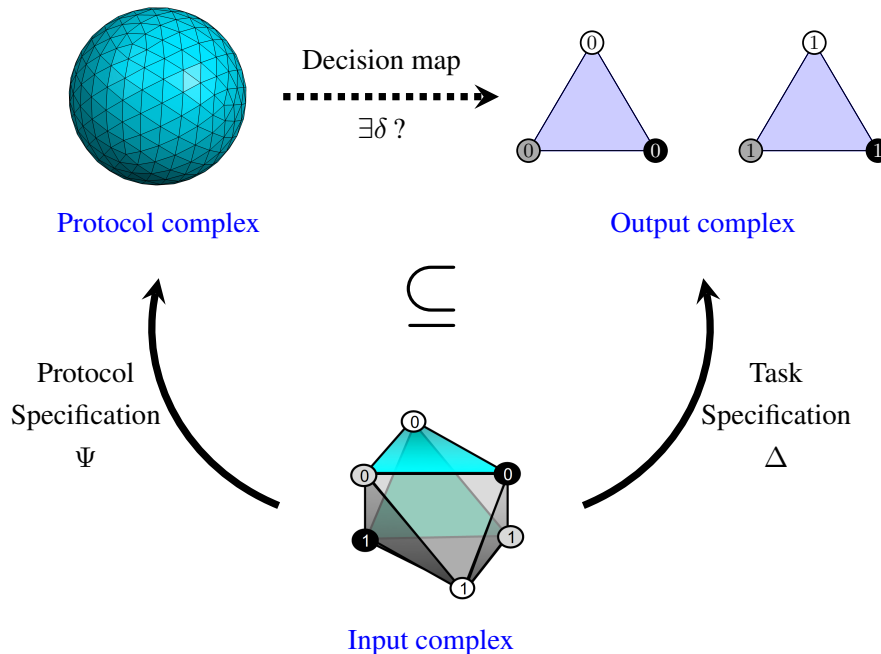 Decision map
∃δ ?
0
1
0
0
1
1
Protocol complex
Output complex
⊆
Protocol
Specification
Ψ
Task
Specification
Δ
0
0
0
1
1
1
Input complex